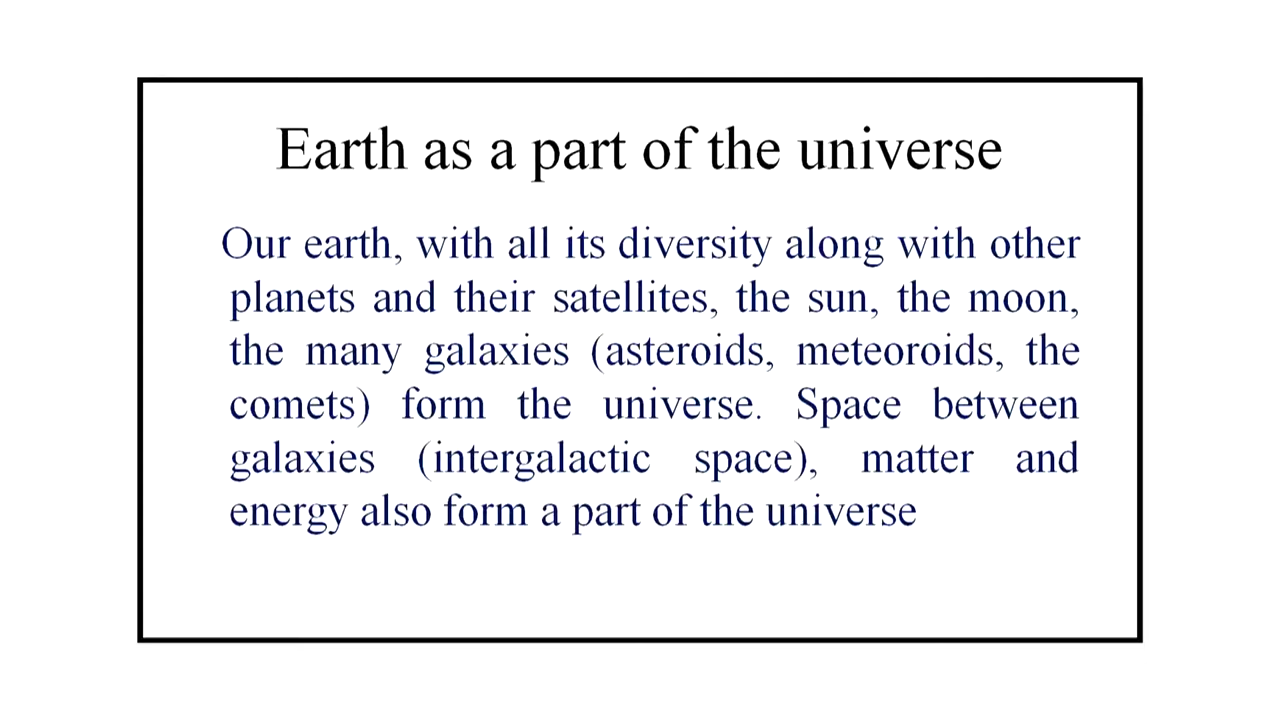 Earth as a part of the universe
Our earth, with all its diversity along with other
planets and their satellites, the sun, the moon,
the many galaxies (asteroids, meteoroids, the
comets) form the universe. Space between
galaxies (intergalactic space), matter and
energy also form a part of the universe